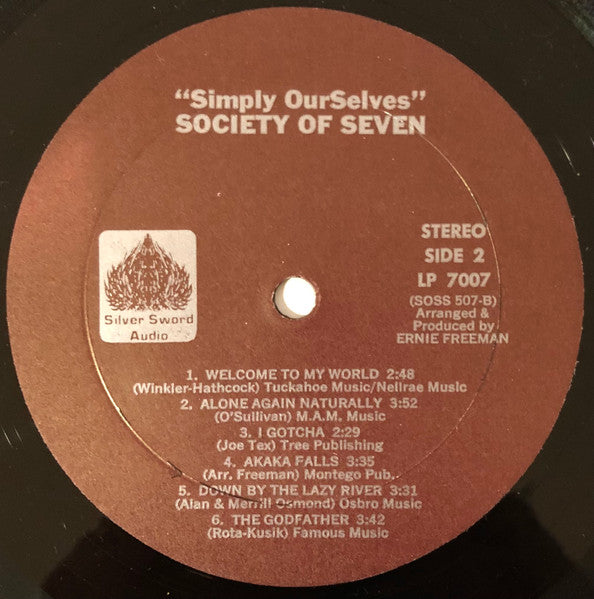 "Simply OurSelves"
SOCIETY OF SEVEN
STEREO
SIDE 2
LP 7007
(SOSS 507-B)
Arranged &
Produced by
ERNIE FREEMAN
Silver Sword
Audio
1. WELCOME TO MY WORLD 2:48
(Winkler-Hathcock) Tuckahoe Music/Nellrae Music
2. ALONE AGAIN NATURALLY 3:52
(O'Sullivan) M.A.M. Music
3. I GOTCHA 2:29
(Joe Tex) Tree Publishing
4. AKAKA FALLS 3:35
(Arr. Freeman) Montego Pub.
5. DOWN BY THE LAZY RIVER 3:31
(Alan & Merrill Osmond) Osbro Music
6. THE GODFATHER 3:42
(Rota-Kusik) Famous Music